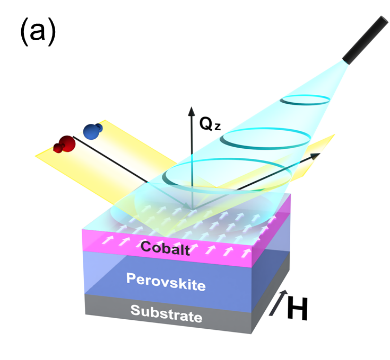 (a)
Qz
Cobalt
Perovskite
Substrate
H